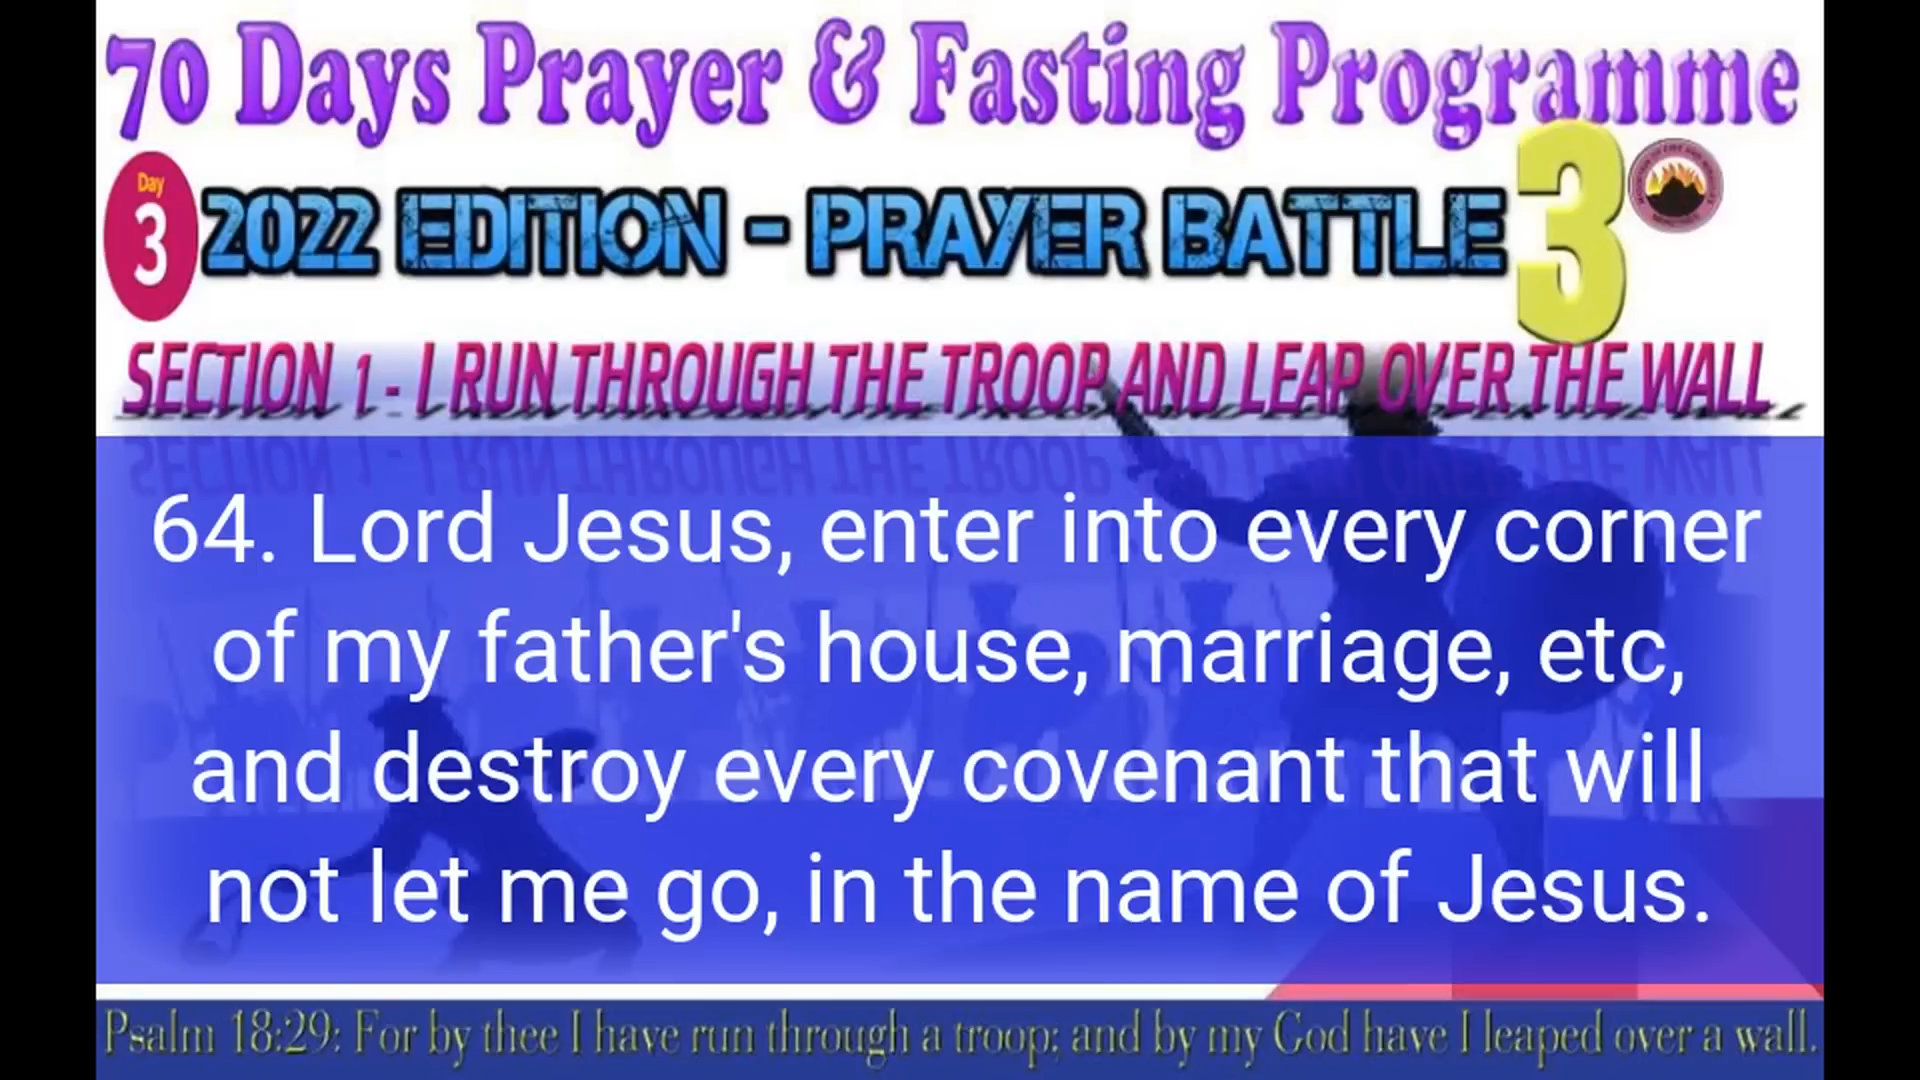 70 Days Prayer & Fasting Programme
Day
3
2022 EDITION - PRAYER BATTLE
3
SECTION 1 - I RUN THROUGH THE TROOP AND LEAP OVER THE WALL
64. Lord Jesus, enter into every corner
of my father's house, marriage, etc,
and destroy every covenant that will
not let me go, in the name of Jesus.
Psalm 18:29: For by thee I have run through a troop; and by my God have I leaped over a wall.